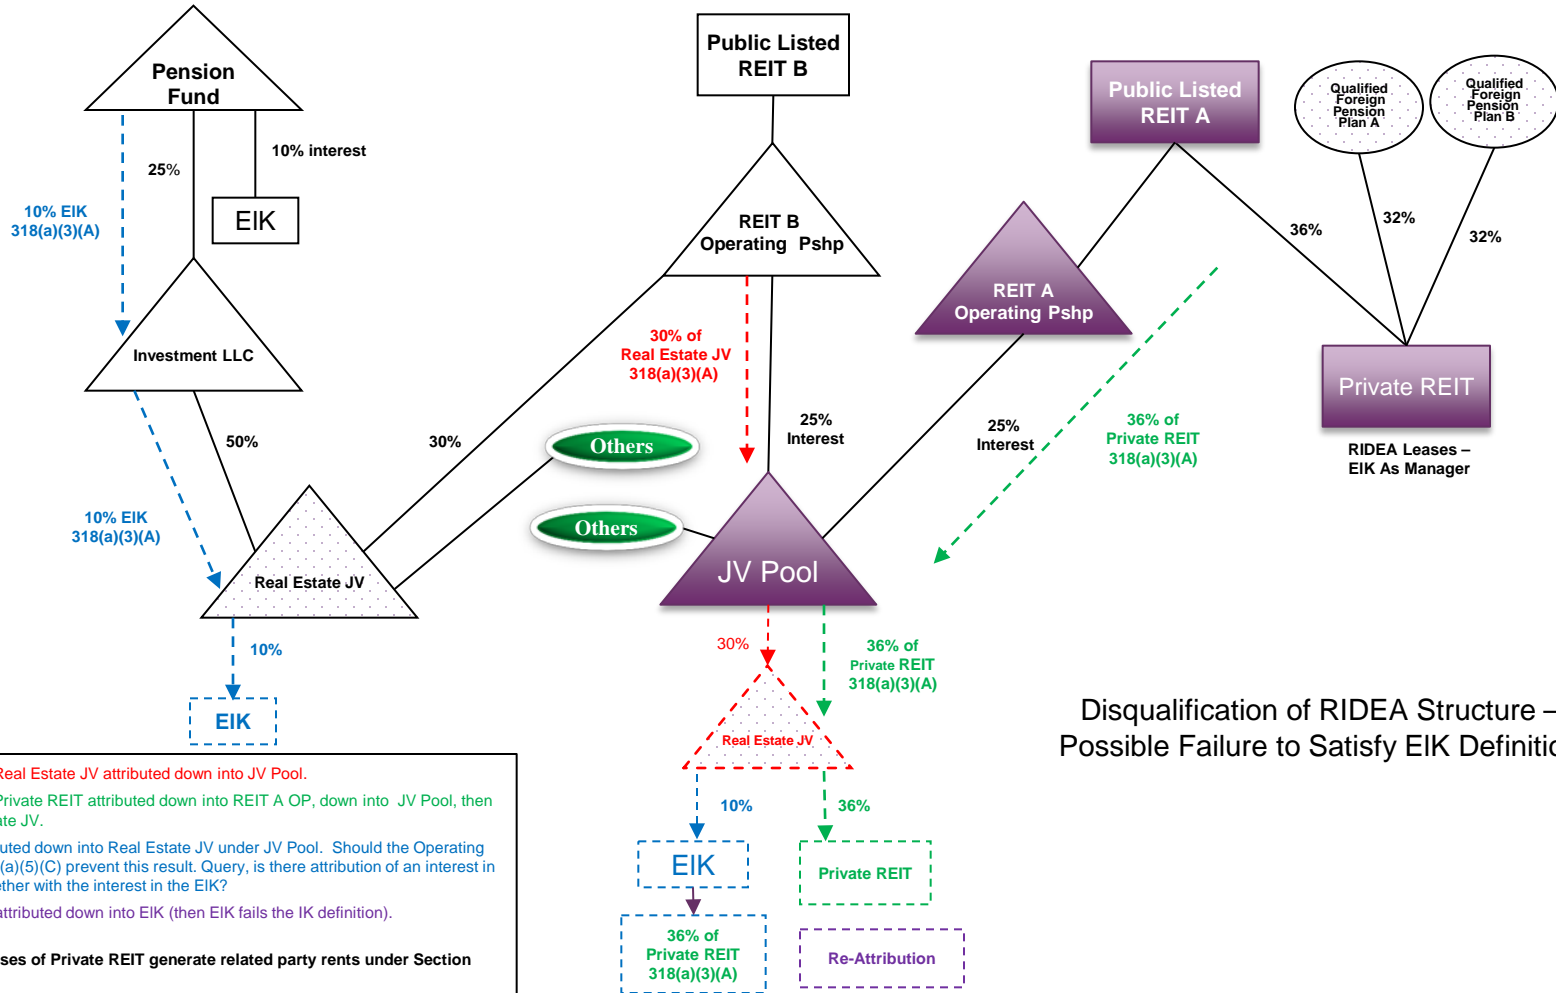 Pension
Fund
25%
10% interest
EIK
10% EIK
318(a)(3)(A)
Investment LLC
50%
10% EIK
318(a)(3)(A)
Real Estate JV
10%
EIK
Public Listed
REIT B
REIT B
Operating Pshp
30%
30% of
Real Estate JV
318(a)(3)(A)
25%
Interest
Others
Others
JV Pool
Public Listed
REIT A
REIT A
Operating Pshp
25%
Interest
36%
32%
32%
Qualified
Foreign
Pension
Plan A
Qualified
Foreign
Pension
Plan B
Private REIT
RIDEA Leases –
EIK As Manager
36% of
Private REIT
318(a)(3)(A)
30%
36% of
Private REIT
318(a)(3)(A)
Real Estate JV
10%
36%
EIK
Private REIT
36% of
Private REIT
318(a)(3)(A)
Re-Attribution
Disqualification of RIDEA Structure –
Possible Failure to Satisfy EIK Definitio
Real Estate JV attributed down into JV Pool.
Private REIT attributed down into REIT A OP, down into JV Pool, then
ate JV.
uted down into Real Estate JV under JV Pool. Should the Operating
(a)(5)(C) prevent this result. Query, is there attribution of an interest in
ether with the interest in the EIK?
attributed down into EIK (then EIK fails the IK definition).
ses of Private REIT generate related party rents under Section